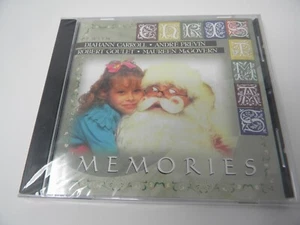 CHRISTMAS
DIAHANN CARROLL • ANDRÉ PREVIN
ROBERT GOULET • MAUREEN McGOVERN
MEMORIES